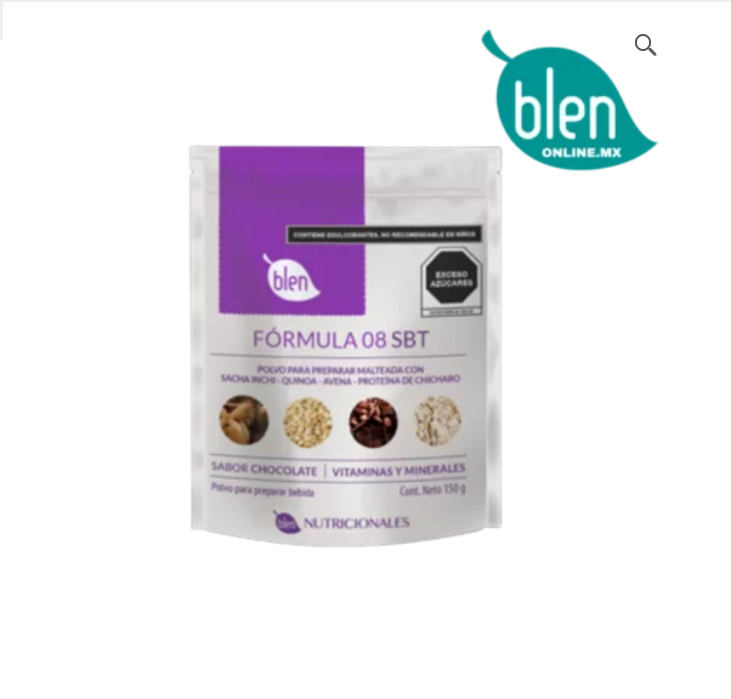 blen
ONLINE.MX
CONTIENE EDULCORANTES, NO RECOMENDABLE EN NIÑOS
blen
EXCESO
AZÚCARES
FÓRMULA 08 SBT
POLVO PARA PREPARAR MALTEADA CON
SACHA INCHI - QUINOA - AVENA - PROTEÍNA DE CHÍCHARO
SABOR CHOCOLATE | VITAMINAS Y MINERALES
Polvo para preparar bebida
Cont. Neto 150 g
blen NUTRICIONALES